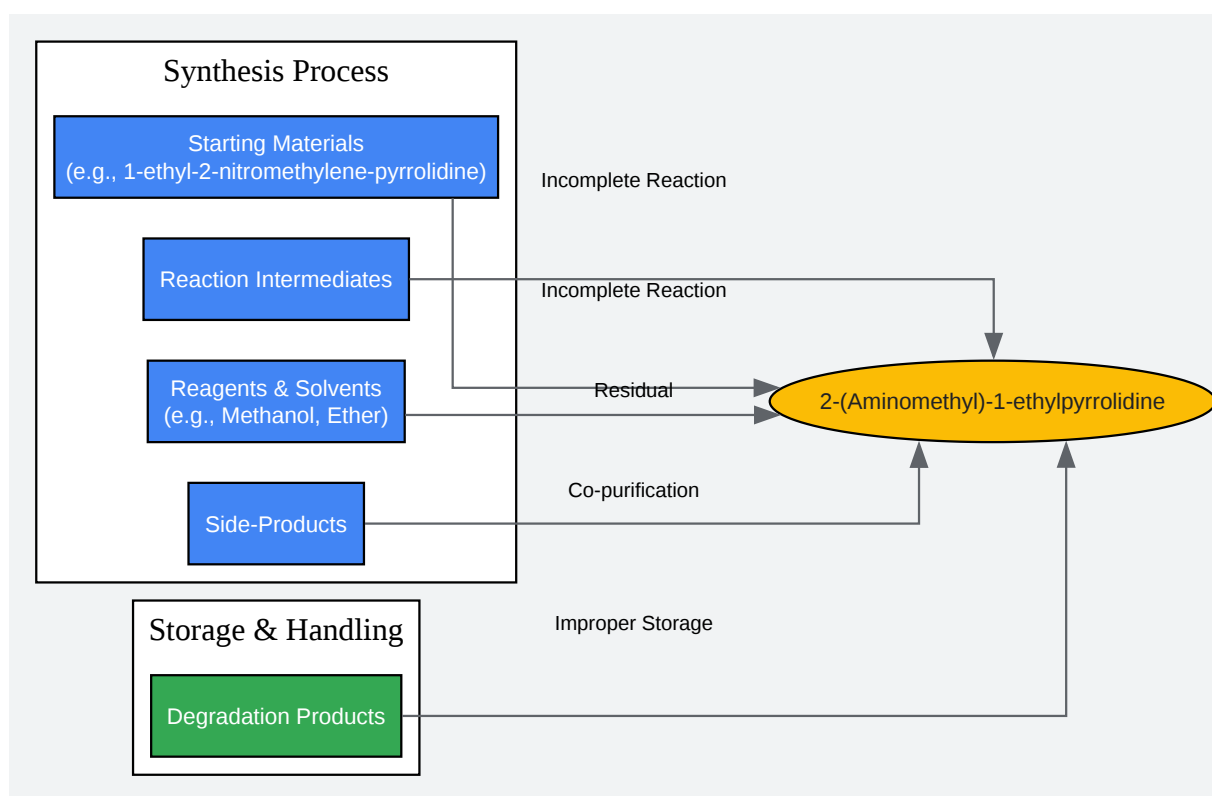 Synthesis Process
Starting Materials
(e.g., 1-ethyl-2-nitromethylene-pyrrolidine)
Incomplete Reaction
Reaction Intermediates
Incomplete Reaction
Reagents & Solvents
(e.g., Methanol, Ether)
Residual
2-(Aminomethyl)-1-ethylpyrrolidine
Side-Products
Co-purification
Storage & Handling
Improper Storage
Degradation Products